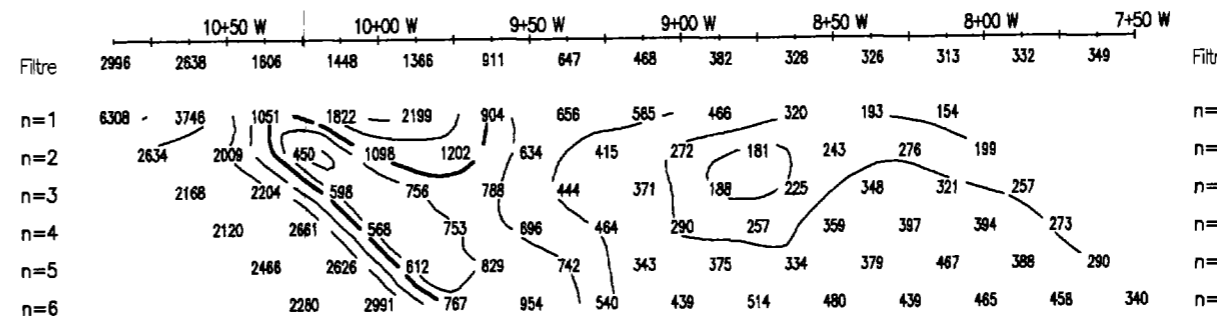 10+50 W 10+00 W 9+50 W 9+00 W 8+50 W 8+00 W 7+50 W
Filtre 2996 2638 1606 1448 1366 911 647 468 382 328 326 313 332 349 Filtr
n=1 6308 3746 1051 1822 2199 904 656 565 466 320 193 154 n=
n=2 2634 2009 450 1098 1202 634 415 272 181 243 276 199 n=
n=3 2168 2204 598 756 788 444 371 188 225 348 321 257 n=
n=4 2120 2661 568 753 696 464 290 257 359 397 394 273 n=
n=5 2466 2626 612 829 742 343 375 334 379 467 388 290 n=
n=6 2280 2991 767 954 540 439 514 480 439 465 458 340 n=